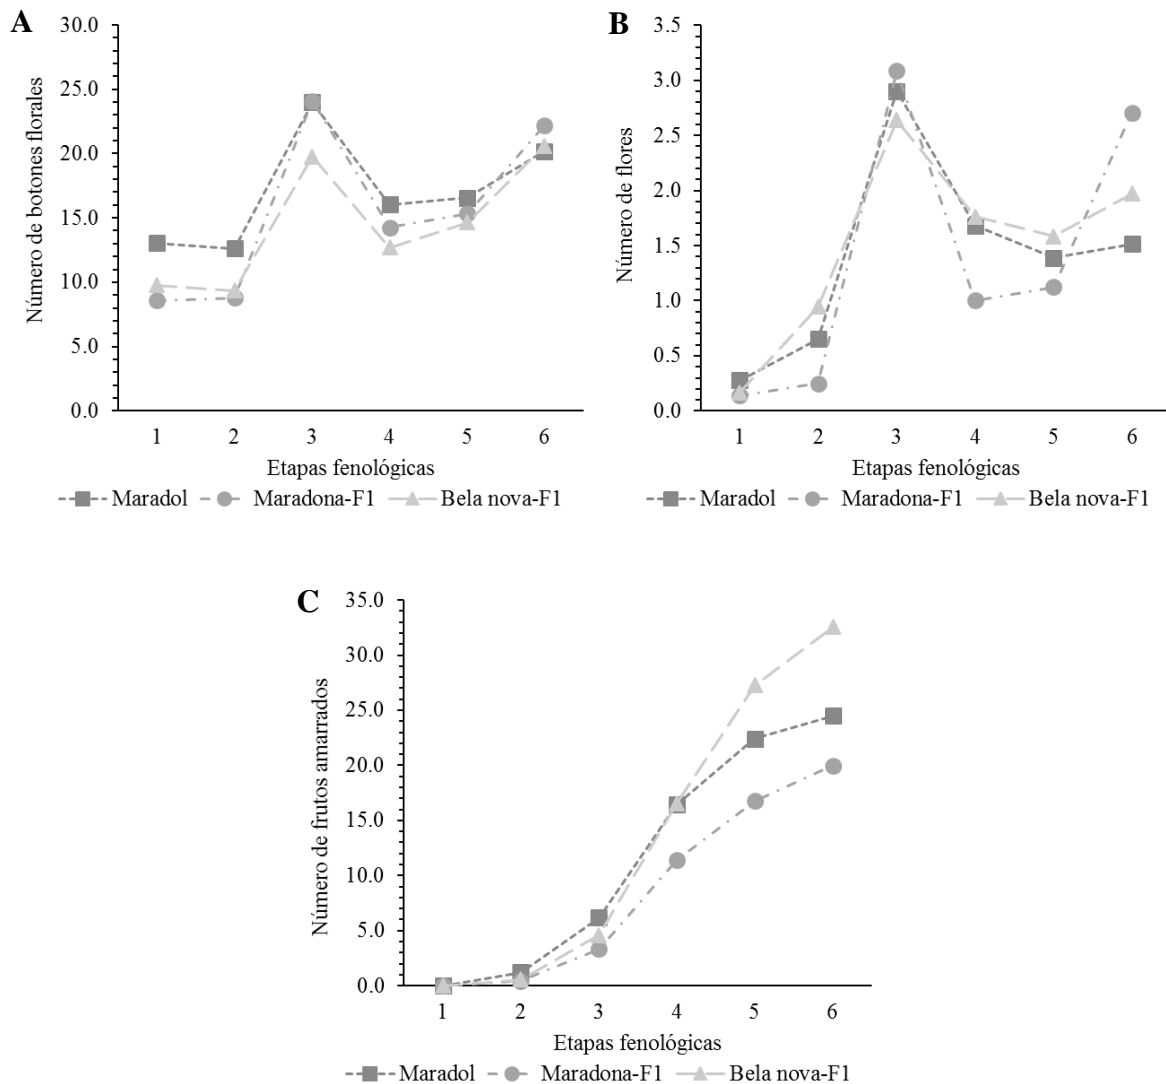 A
Número de botones florales
30.0
25.0
20.0
15.0
10.0
5.0
0.0
1 2 3 4 5 6
Etapas fenológicas
Maradol Maradona-F1 Bela nova-F1
B
Número de flores
3.5
3.0
2.5
2.0
1.5
1.0
0.5
0.0
1 2 3 4 5 6
Etapas fenológicas
Maradol Maradona-F1 Bela nova-F1
C
Número de frutos amarrados
35.0
30.0
25.0
20.0
15.0
10.0
5.0
0.0
1 2 3 4 5 6
Etapas fenológicas
Maradol Maradona-F1 Bela nova-F1